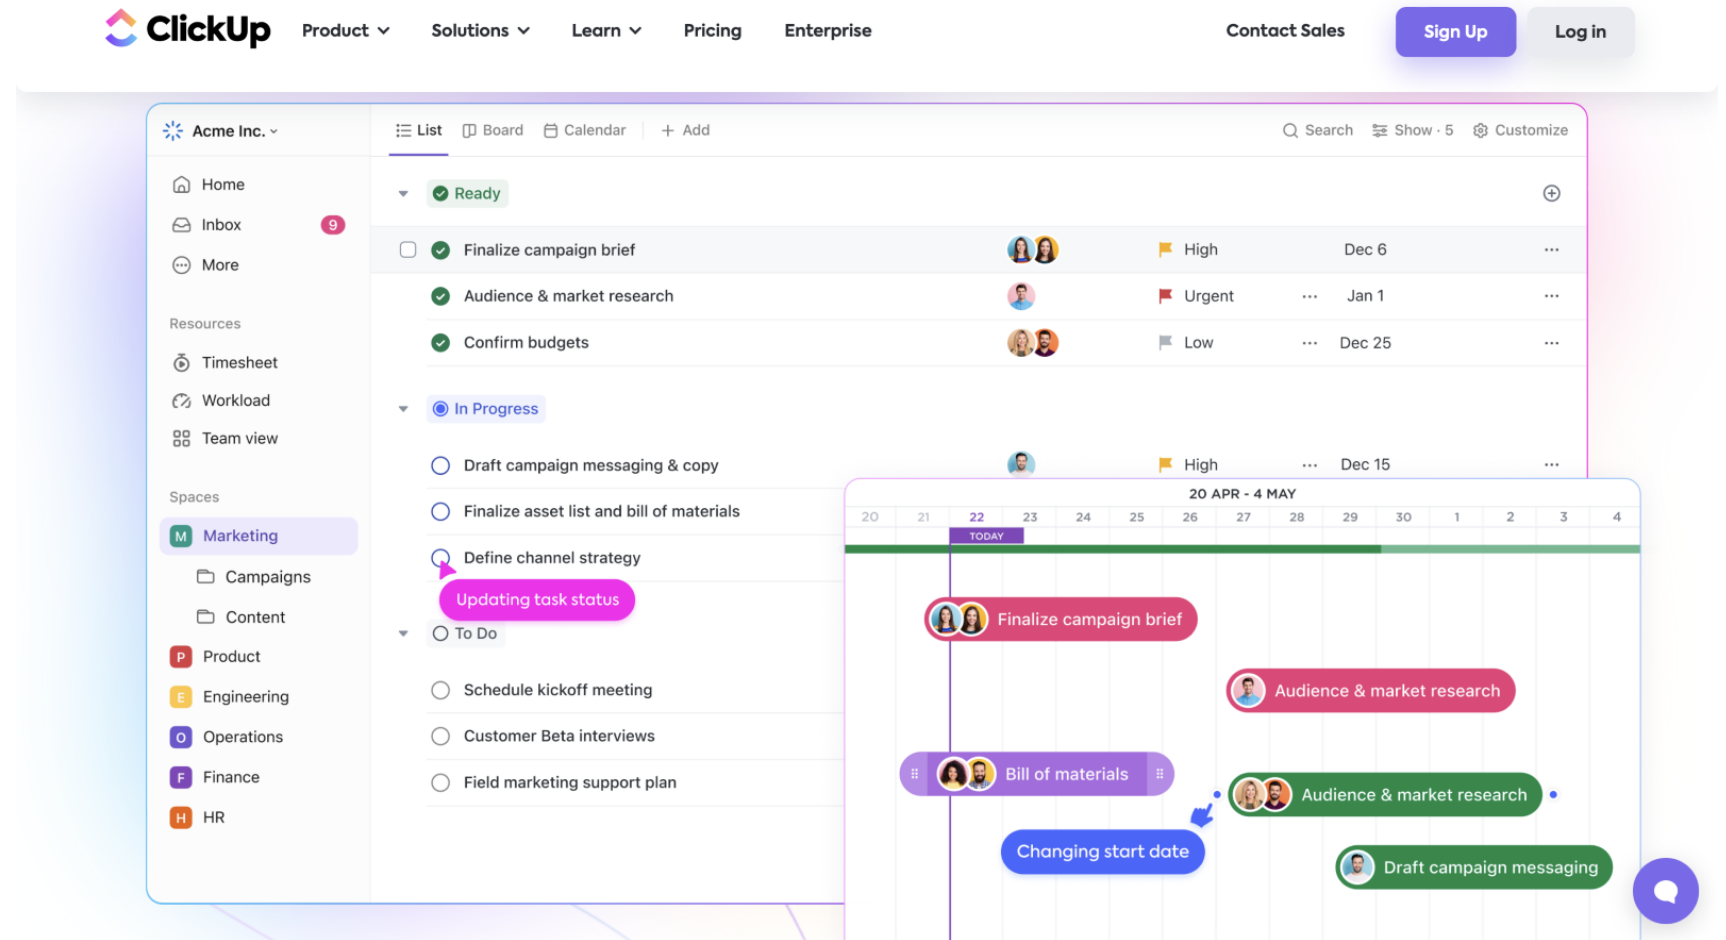 ClickUp Product Solutions Learn Pricing Enterprise Contact Sales Sign Up Log in
Acme Inc.
List Board Calendar + Add Search Show · 5 Customize
Home
Inbox 9
More
Resources
Timesheet
Workload
Team view
Spaces
M Marketing
Campaigns
Content
P Product
E Engineering
O Operations
F Finance
H HR
Ready
Finalize campaign brief High Dec 6 ...
Audience & market research Urgent ... Jan 1 ...
Confirm budgets Low ... Dec 25 ...
In Progress
Draft campaign messaging & copy High ... Dec 15 ...
Finalize asset list and bill of materials
Define channel strategy
Updating task status
To Do
Schedule kickoff meeting
Customer Beta interviews
Field marketing support plan
20 APR - 4 MAY
20 21 22 23 24 25 26 27 28 29 30 1 2 3 4
TODAY
Finalize campaign brief
Audience & market research
Bill of materials
Audience & market research
Changing start date
Draft campaign messaging